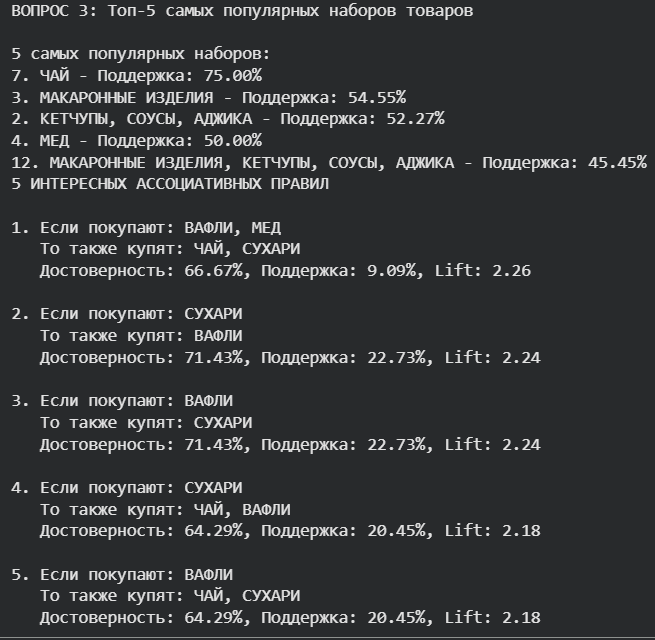 ВОПРОС 3: Топ-5 самых популярных наборов товаров
5 самых популярных наборов:
7. ЧАЙ - Поддержка: 75.00%
3. МАКАРОННЫЕ ИЗДЕЛИЯ - Поддержка: 54.55%
2. КЕТЧУПЫ, СОУСЫ, АДЖИКА - Поддержка: 52.27%
4. МЕД - Поддержка: 50.00%
12. МАКАРОННЫЕ ИЗДЕЛИЯ, КЕТЧУПЫ, СОУСЫ, АДЖИКА - Поддержка: 45.45%
5 ИНТЕРЕСНЫХ АССОЦИАТИВНЫХ ПРАВИЛ
1. Если покупают: ВАФЛИ, МЕД
То также купят: ЧАЙ, СУХАРИ
Достоверность: 66.67%, Поддержка: 9.09%, Lift: 2.26
2. Если покупают: СУХАРИ
То также купят: ВАФЛИ
Достоверность: 71.43%, Поддержка: 22.73%, Lift: 2.24
3. Если покупают: ВАФЛИ
То также купят: СУХАРИ
Достоверность: 71.43%, Поддержка: 22.73%, Lift: 2.24
4. Если покупают: СУХАРИ
То также купят: ЧАЙ, ВАФЛИ
Достоверность: 64.29%, Поддержка: 20.45%, Lift: 2.18
5. Если покупают: ВАФЛИ
То также купят: ЧАЙ, СУХАРИ
Достоверность: 64.29%, Поддержка: 20.45%, Lift: 2.18